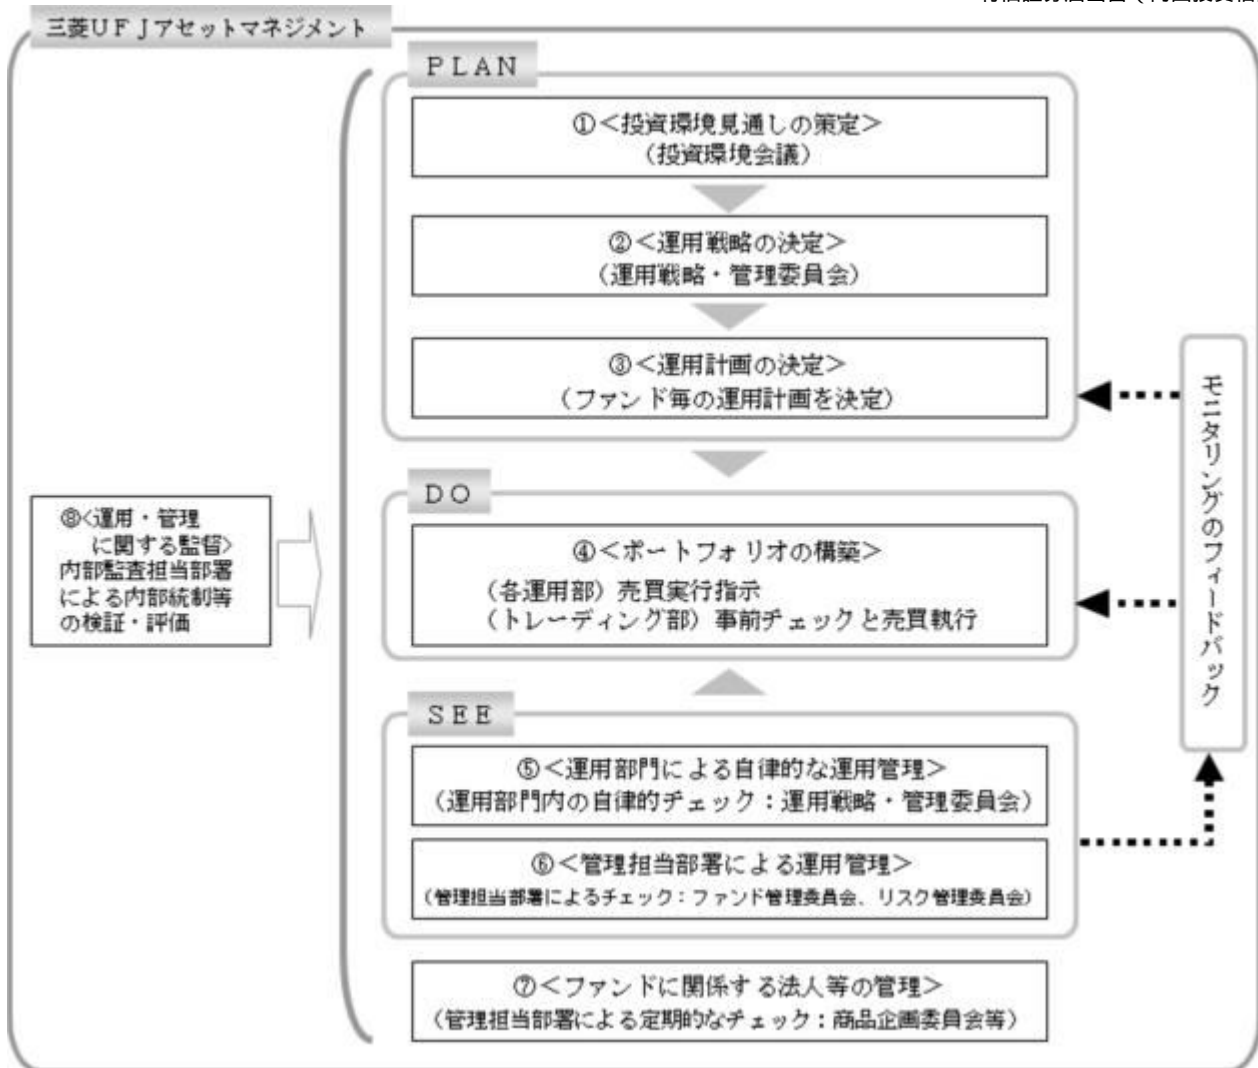 三菱ＵＦＪアセットマネジメント
ＰＬＡＮ
①＜投資環境見通しの策定＞
（投資環境会議）
②＜運用戦略の決定＞
（運用戦略・管理委員会）
③＜運用計画の決定＞
（ファンド毎の運用計画を決定）
ＤＯ
④＜ポートフォリオの構築＞
（各運用部）売買実行指示
（トレーディング部）事前チェックと売買執行
ＳＥＥ
⑤＜運用部門による自律的な運用管理＞
（運用部門内の自律的チェック：運用戦略・管理委員会）
⑥＜管理担当部署による運用管理＞
（管理担当部署によるチェック：ファンド管理委員会、リスク管理委員会）
⑦＜ファンドに関係する法人等の管理＞
（管理担当部署による定期的なチェック：商品企画委員会等）
⑧<運用・管理
に関する監督>
内部監査担当部署
による内部統制等
の検証・評価
モニタリングのフィードバック